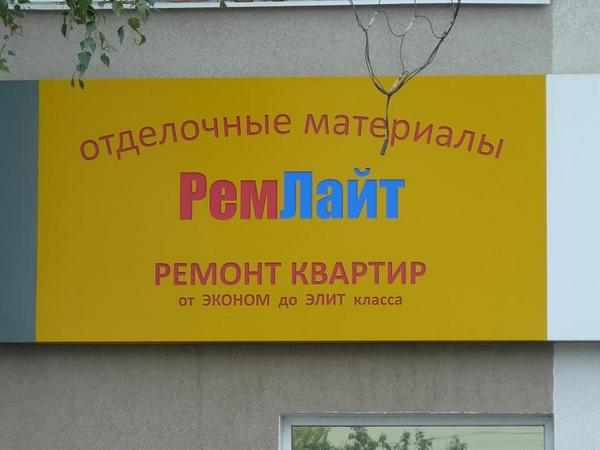 отделочные материалы
РемЛайт
РЕМОНТ КВАРТИР
от ЭКОНОМ до ЭЛИТ класса